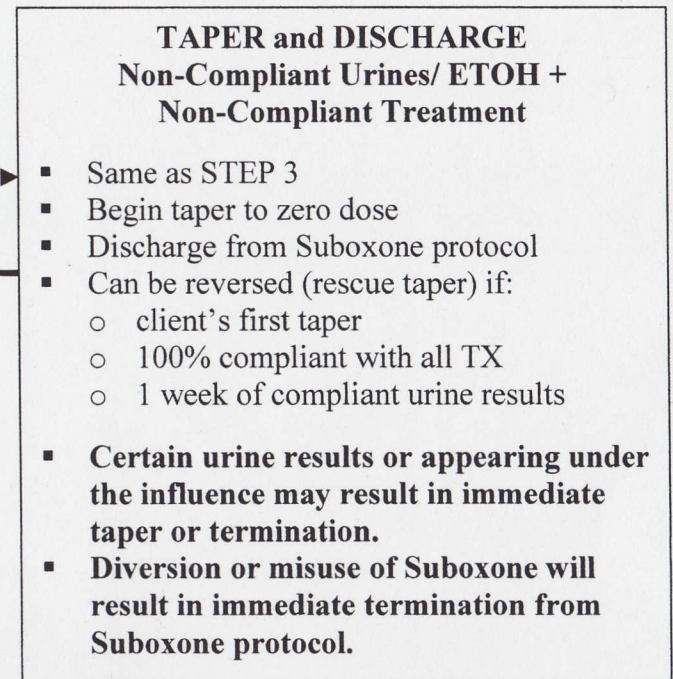 TAPER and DISCHARGE
Non-Compliant Urines/ ETOH +
Non-Compliant Treatment
▪ Same as STEP 3
▪ Begin taper to zero dose
▪ Discharge from Suboxone protocol
▪ Can be reversed (rescue taper) if:
o client's first taper
o 100% compliant with all TX
o 1 week of compliant urine results
▪ Certain urine results or appearing under
the influence may result in immediate
taper or termination.
▪ Diversion or misuse of Suboxone will
result in immediate termination from
Suboxone protocol.